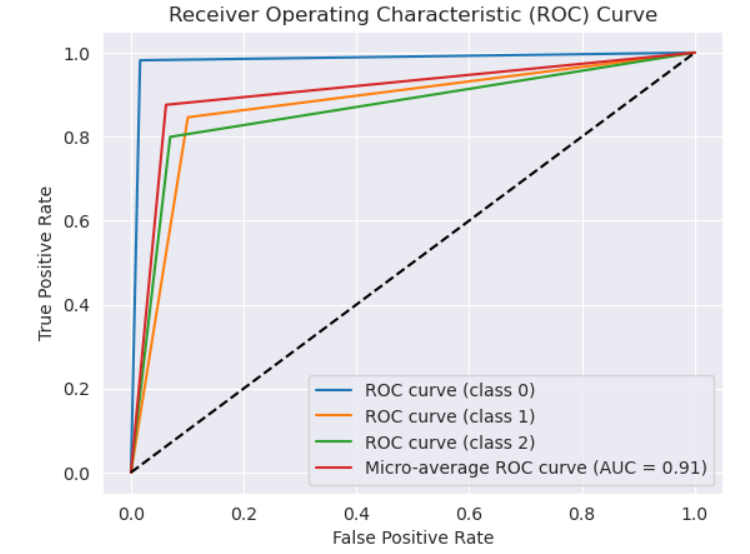 Receiver Operating Characteristic (ROC) Curve
1.0
0.8
0.6
0.4
0.2
0.0
True Positive Rate
ROC curve (class 0)
ROC curve (class 1)
ROC curve (class 2)
Micro-average ROC curve (AUC = 0.91)
0.0 0.2 0.4 0.6 0.8 1.0
False Positive Rate